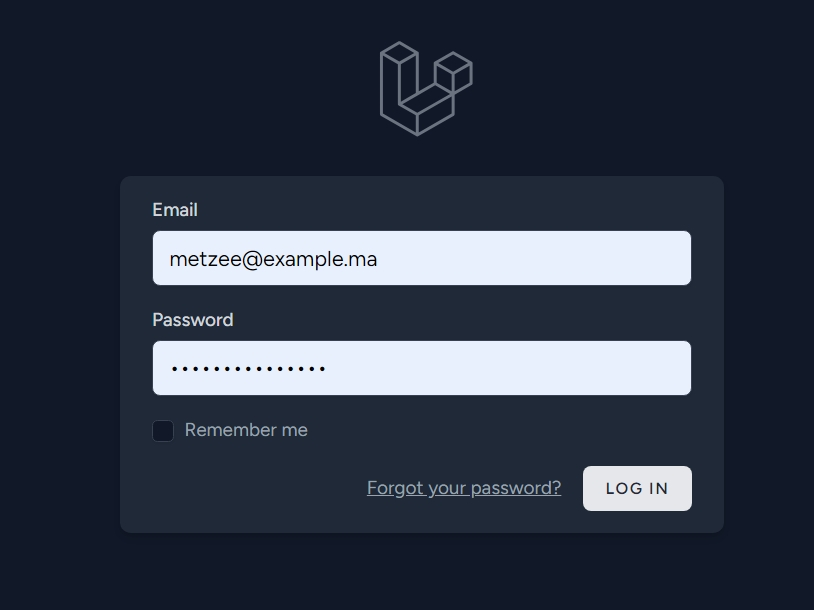 Email
metzee@example.ma
Password
•••••••••••••••
Remember me
Forgot your password? LOG IN